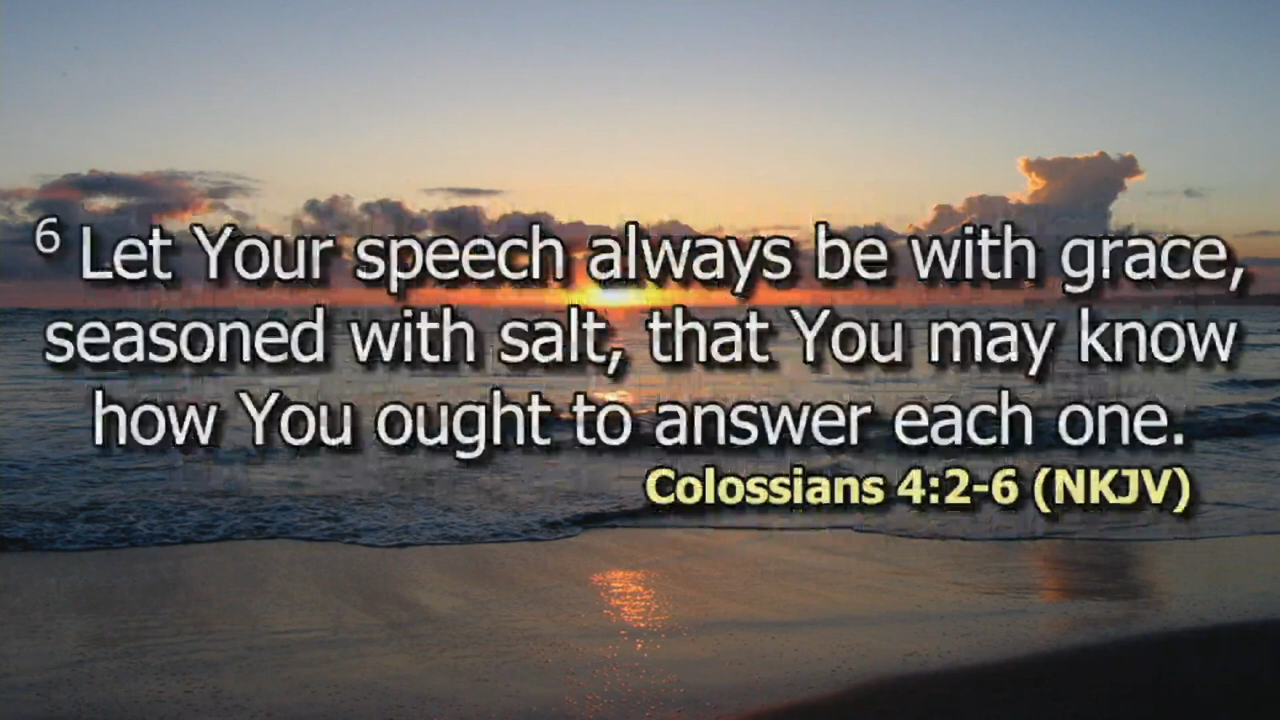 6 Let Your speech always be with grace,
seasoned with salt, that You may know
how You ought to answer each one.
Colossians 4:2-6 (NKJV)